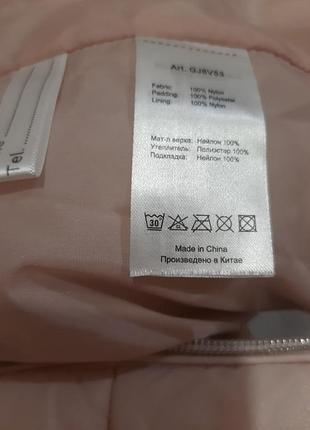 Art. GJ8V53
Fabric: 100% Nylon
Padding: 100% Polyester
Lining: 100% Nylon
Мат-л верха: Нейлон 100%
Утеплитель: Полиэстер 100%
Подкладка: Нейлон 100%
30
Made in China
Произведено в Китае
Tel.